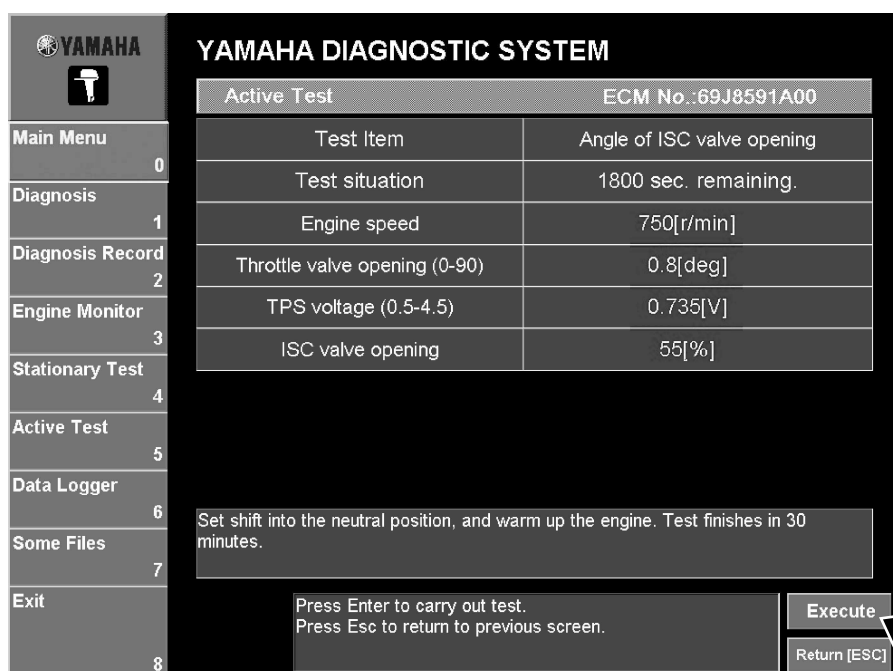 YAMAHA
YAMAHA DIAGNOSTIC SYSTEM
Active Test ECM No.:69J8591A00
Main Menu
0
Diagnosis
1
Diagnosis Record
2
Engine Monitor
3
Stationary Test
4
Active Test
5
Data Logger
6
Some Files
7
Exit
8
Test Item Angle of ISC valve opening
Test situation 1800 sec. remaining.
Engine speed 750[r/min]
Throttle valve opening (0-90) 0.8[deg]
TPS voltage (0.5-4.5) 0.735[V]
ISC valve opening 55[%]
Set shift into the neutral position, and warm up the engine. Test finishes in 30
minutes.
Press Enter to carry out test.
Press Esc to return to previous screen.
Execute
Return [ESC]